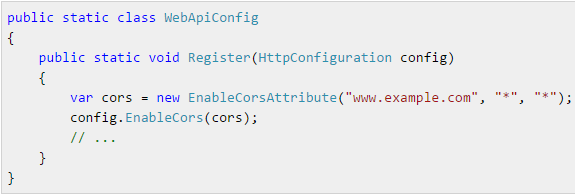 public static class WebApiConfig
{
    public static void Register(HttpConfiguration config)
    {
        var cors = new EnableCorsAttribute("www.example.com", "*", "*");
        config.EnableCors(cors);
        // ...
    }
}